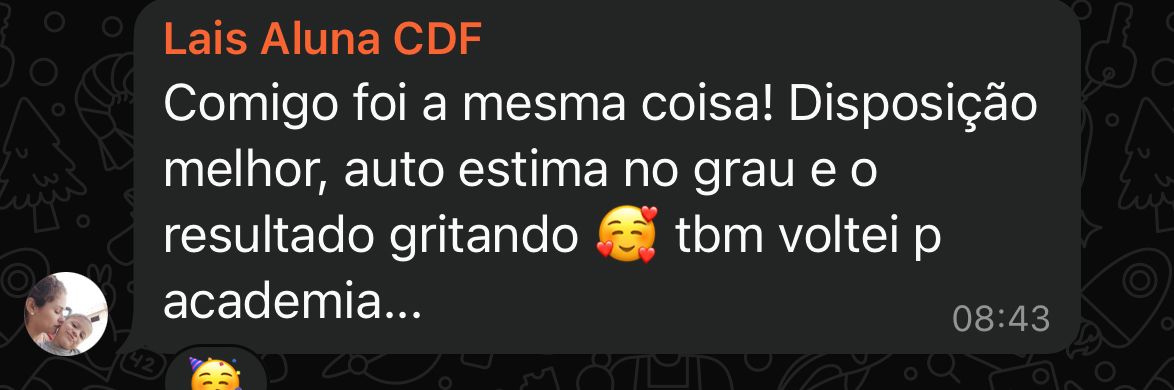 Lais Aluna CDF
Comigo foi a mesma coisa! Disposição
melhor, auto estima no grau e o
resultado gritando 🥰 tbm voltei p
academia...
08:43